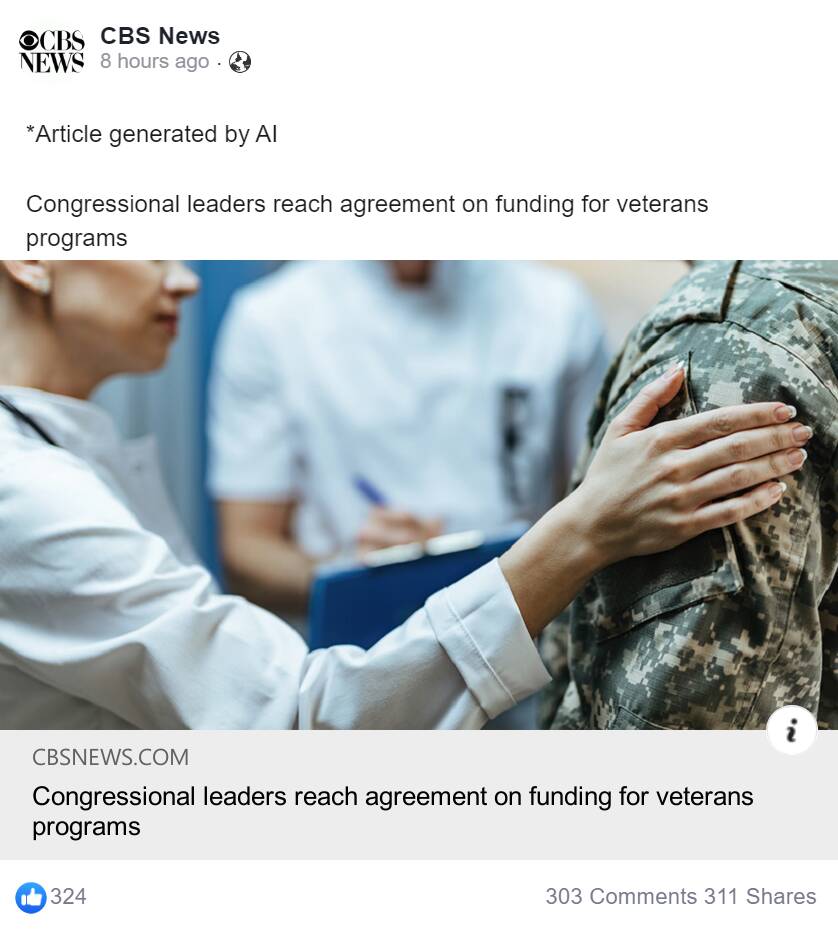 CBS NEWS
CBS News
8 hours ago ·
*Article generated by AI
Congressional leaders reach agreement on funding for veterans
programs
i
CBSNEWS.COM
Congressional leaders reach agreement on funding for veterans
programs
324
303 Comments 311 Shares